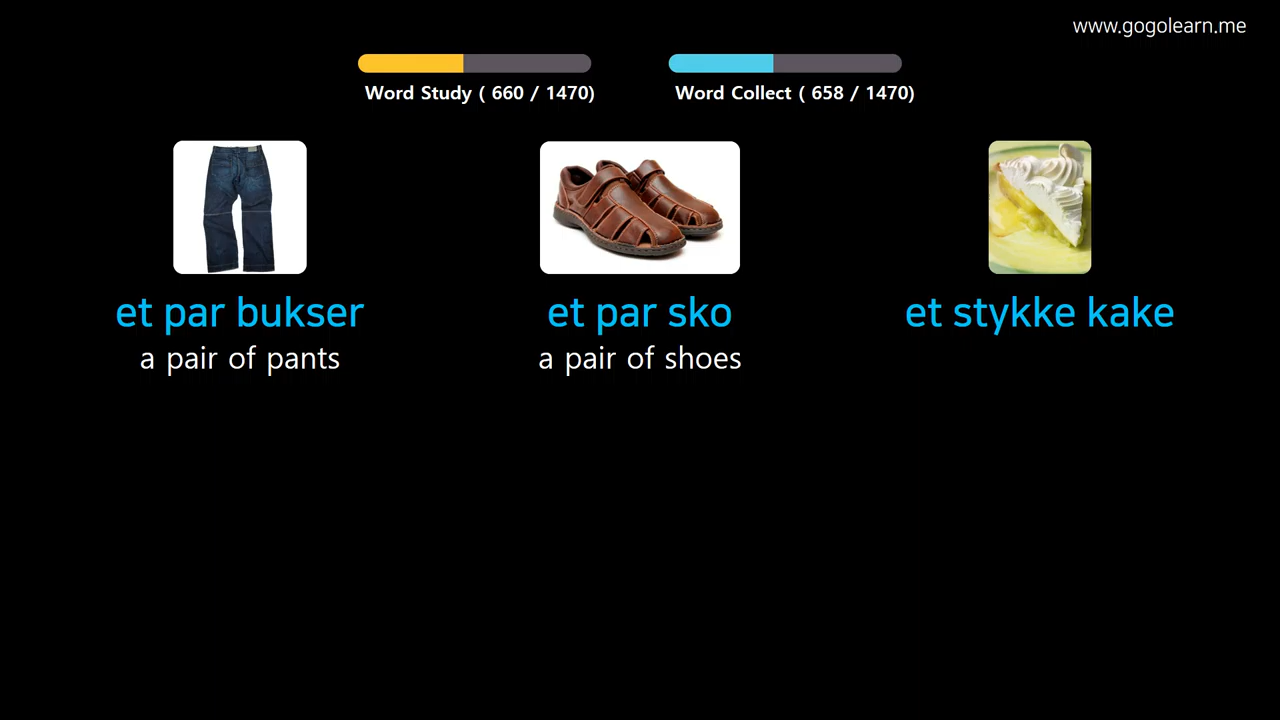 www.gogolearn.me
Word Study ( 660 / 1470)
Word Collect ( 658 / 1470)
et par bukser
a pair of pants
et par sko
a pair of shoes
et stykke kake